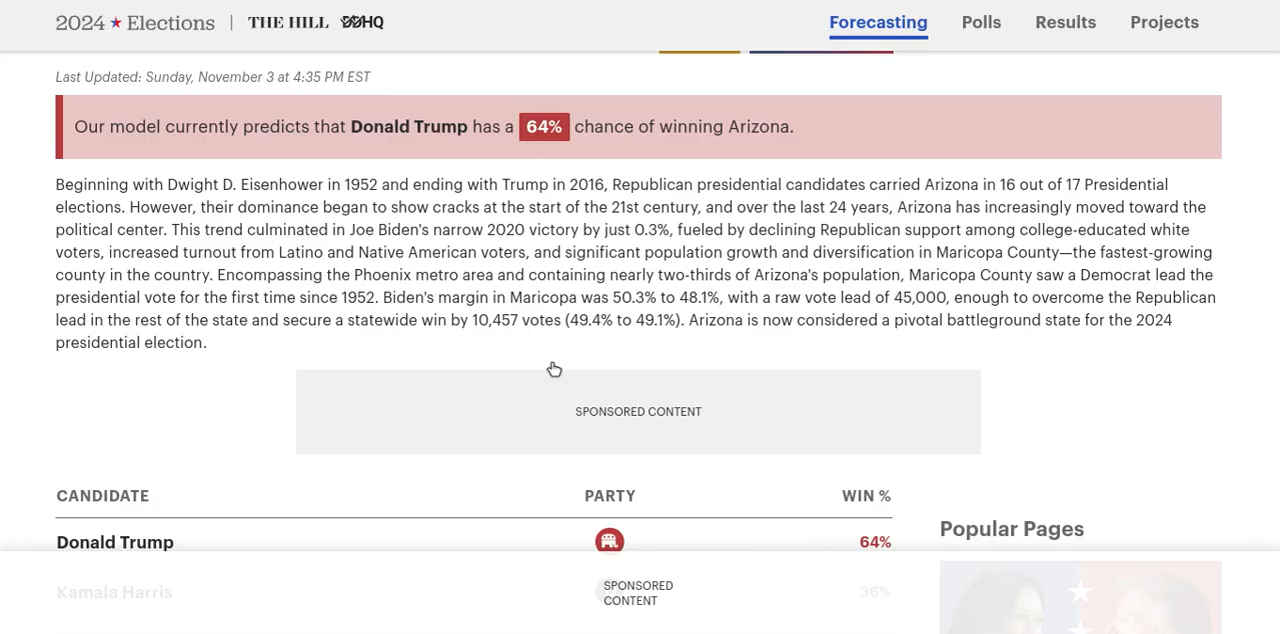 2024 ★ Elections | THE HILL DDHQ
Forecasting Polls Results Projects
Last Updated: Sunday, November 3 at 4:35 PM EST
Our model currently predicts that Donald Trump has a 64% chance of winning Arizona.
Beginning with Dwight D. Eisenhower in 1952 and ending with Trump in 2016, Republican presidential candidates carried Arizona in 16 out of 17 Presidential
elections. However, their dominance began to show cracks at the start of the 21st century, and over the last 24 years, Arizona has increasingly moved toward the
political center. This trend culminated in Joe Biden's narrow 2020 victory by just 0.3%, fueled by declining Republican support among college-educated white
voters, increased turnout from Latino and Native American voters, and significant population growth and diversification in Maricopa County—the fastest-growing
county in the country. Encompassing the Phoenix metro area and containing nearly two-thirds of Arizona's population, Maricopa County saw a Democrat lead the
presidential vote for the first time since 1952. Biden's margin in Maricopa was 50.3% to 48.1%, with a raw vote lead of 45,000, enough to overcome the Republican
lead in the rest of the state and secure a statewide win by 10,457 votes (49.4% to 49.1%). Arizona is now considered a pivotal battleground state for the 2024
presidential election.
SPONSORED CONTENT
CANDIDATE PARTY WIN %
Donald Trump 64%
Kamala Harris 36%
Popular Pages
SPONSORED
CONTENT